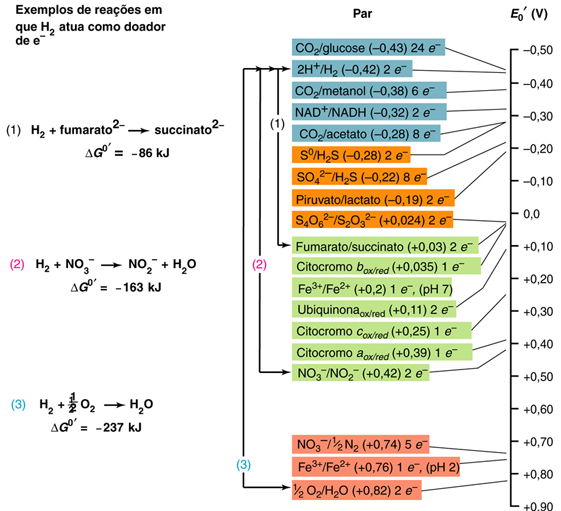 Exemplos de reações em
que H₂ atua como doador
de e⁻
Par
E₀′ (V)
CO₂/glucose (–0,43) 24 e⁻
2H⁺/H₂ (–0,42) 2 e⁻
CO₂/metanol (–0,38) 6 e⁻
NAD⁺/NADH (–0,32) 2 e⁻
CO₂/acetato (–0,28) 8 e⁻
S⁰/H₂S (–0,28) 2 e⁻
SO₄²⁻/H₂S (–0,22) 8 e⁻
Piruvato/lactato (–0,19) 2 e⁻
S₄O₆²⁻/S₂O₃²⁻ (+0,024) 2 e⁻
Fumarato/succinato (+0,03) 2 e⁻
Citocromo b ox/red (+0,035) 1 e⁻
Fe³⁺/Fe²⁺ (+0,2) 1 e⁻, (pH 7)
Ubiquinona ox/red (+0,11) 2 e⁻
Citocromo c ox/red (+0,25) 1 e⁻
Citocromo a ox/red (+0,39) 1 e⁻
NO₃⁻/NO₂⁻ (+0,42) 2 e⁻
NO₃⁻/½ N₂ (+0,74) 5 e⁻
Fe³⁺/Fe²⁺ (+0,76) 1 e⁻, (pH 2)
½ O₂/H₂O (+0,82) 2 e⁻
(1) H₂ + fumarato²⁻ → succinato²⁻
ΔG⁰′ = –86 kJ
(2) H₂ + NO₃⁻ → NO₂⁻ + H₂O
ΔG⁰′ = –163 kJ
(3) H₂ + ½ O₂ → H₂O
ΔG⁰′ = –237 kJ
(1)
(2)
(3)
–0,50
–0,40
–0,30
–0,20
–0,10
0,0
+0,10
+0,20
+0,30
+0,40
+0,50
+0,60
+0,70
+0,80
+0,90